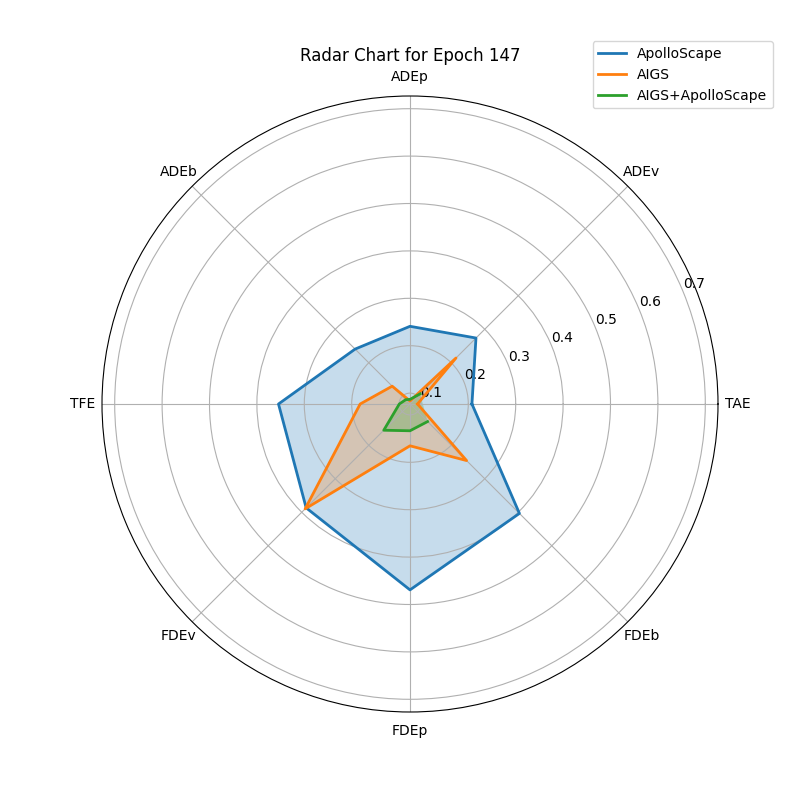 Radar Chart for Epoch 147
ApolloScape
AIGS
AIGS+ApolloScape
ADEp
ADEb
ADEv
0.7
0.6
0.5
0.4
0.3
0.2
0.1
TFE
TAE
FDEv
FDEb
FDEp